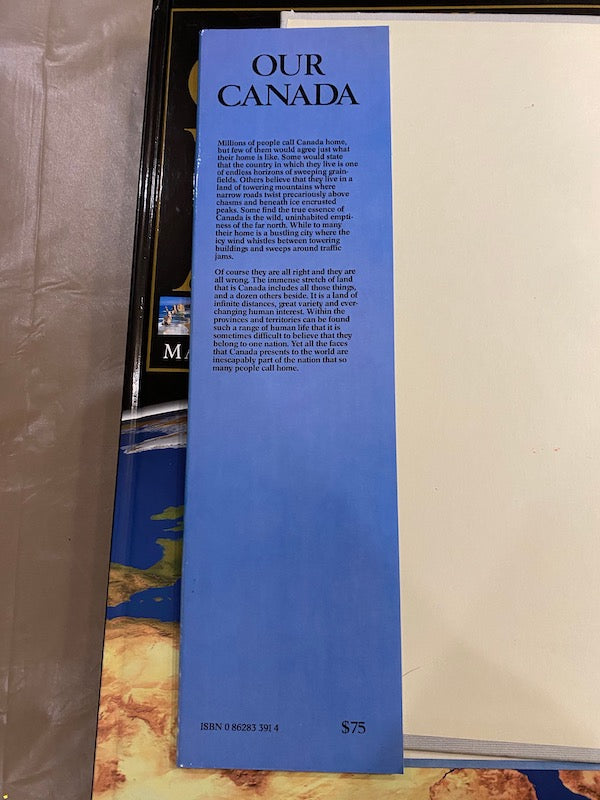 OUR
CANADA
Millions of people call Canada home,
but few of them would agree just what
their home is like. Some would state
that the country in which they live is one
of endless horizons of sweeping grain-
fields. Others believe that they live in a
land of towering mountains where
narrow roads twist precariously above
chasms and beneath ice encrusted
peaks. Some find the true essence of
Canada is the wild, uninhabited empti-
ness of the far north. While to many
their home is a bustling city where the
icy wind whistles between towering
buildings and sweeps around traffic
jams.
Of course they are all right and they are
all wrong. The immense stretch of land
that is Canada includes all those things,
and a dozen others beside. It is a land of
infinite distances, great variety and ever-
changing human interest. Within the
provinces and territories can be found
such a range of human life that it is
sometimes difficult to believe that they
belong to one nation. Yet all the faces
that Canada presents to the world are
inescapably part of the nation that so
many people call home.
MA
ISBN 0 86283 391 4
$75